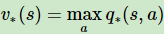 v_*(s) = max_a q_*(s, a)